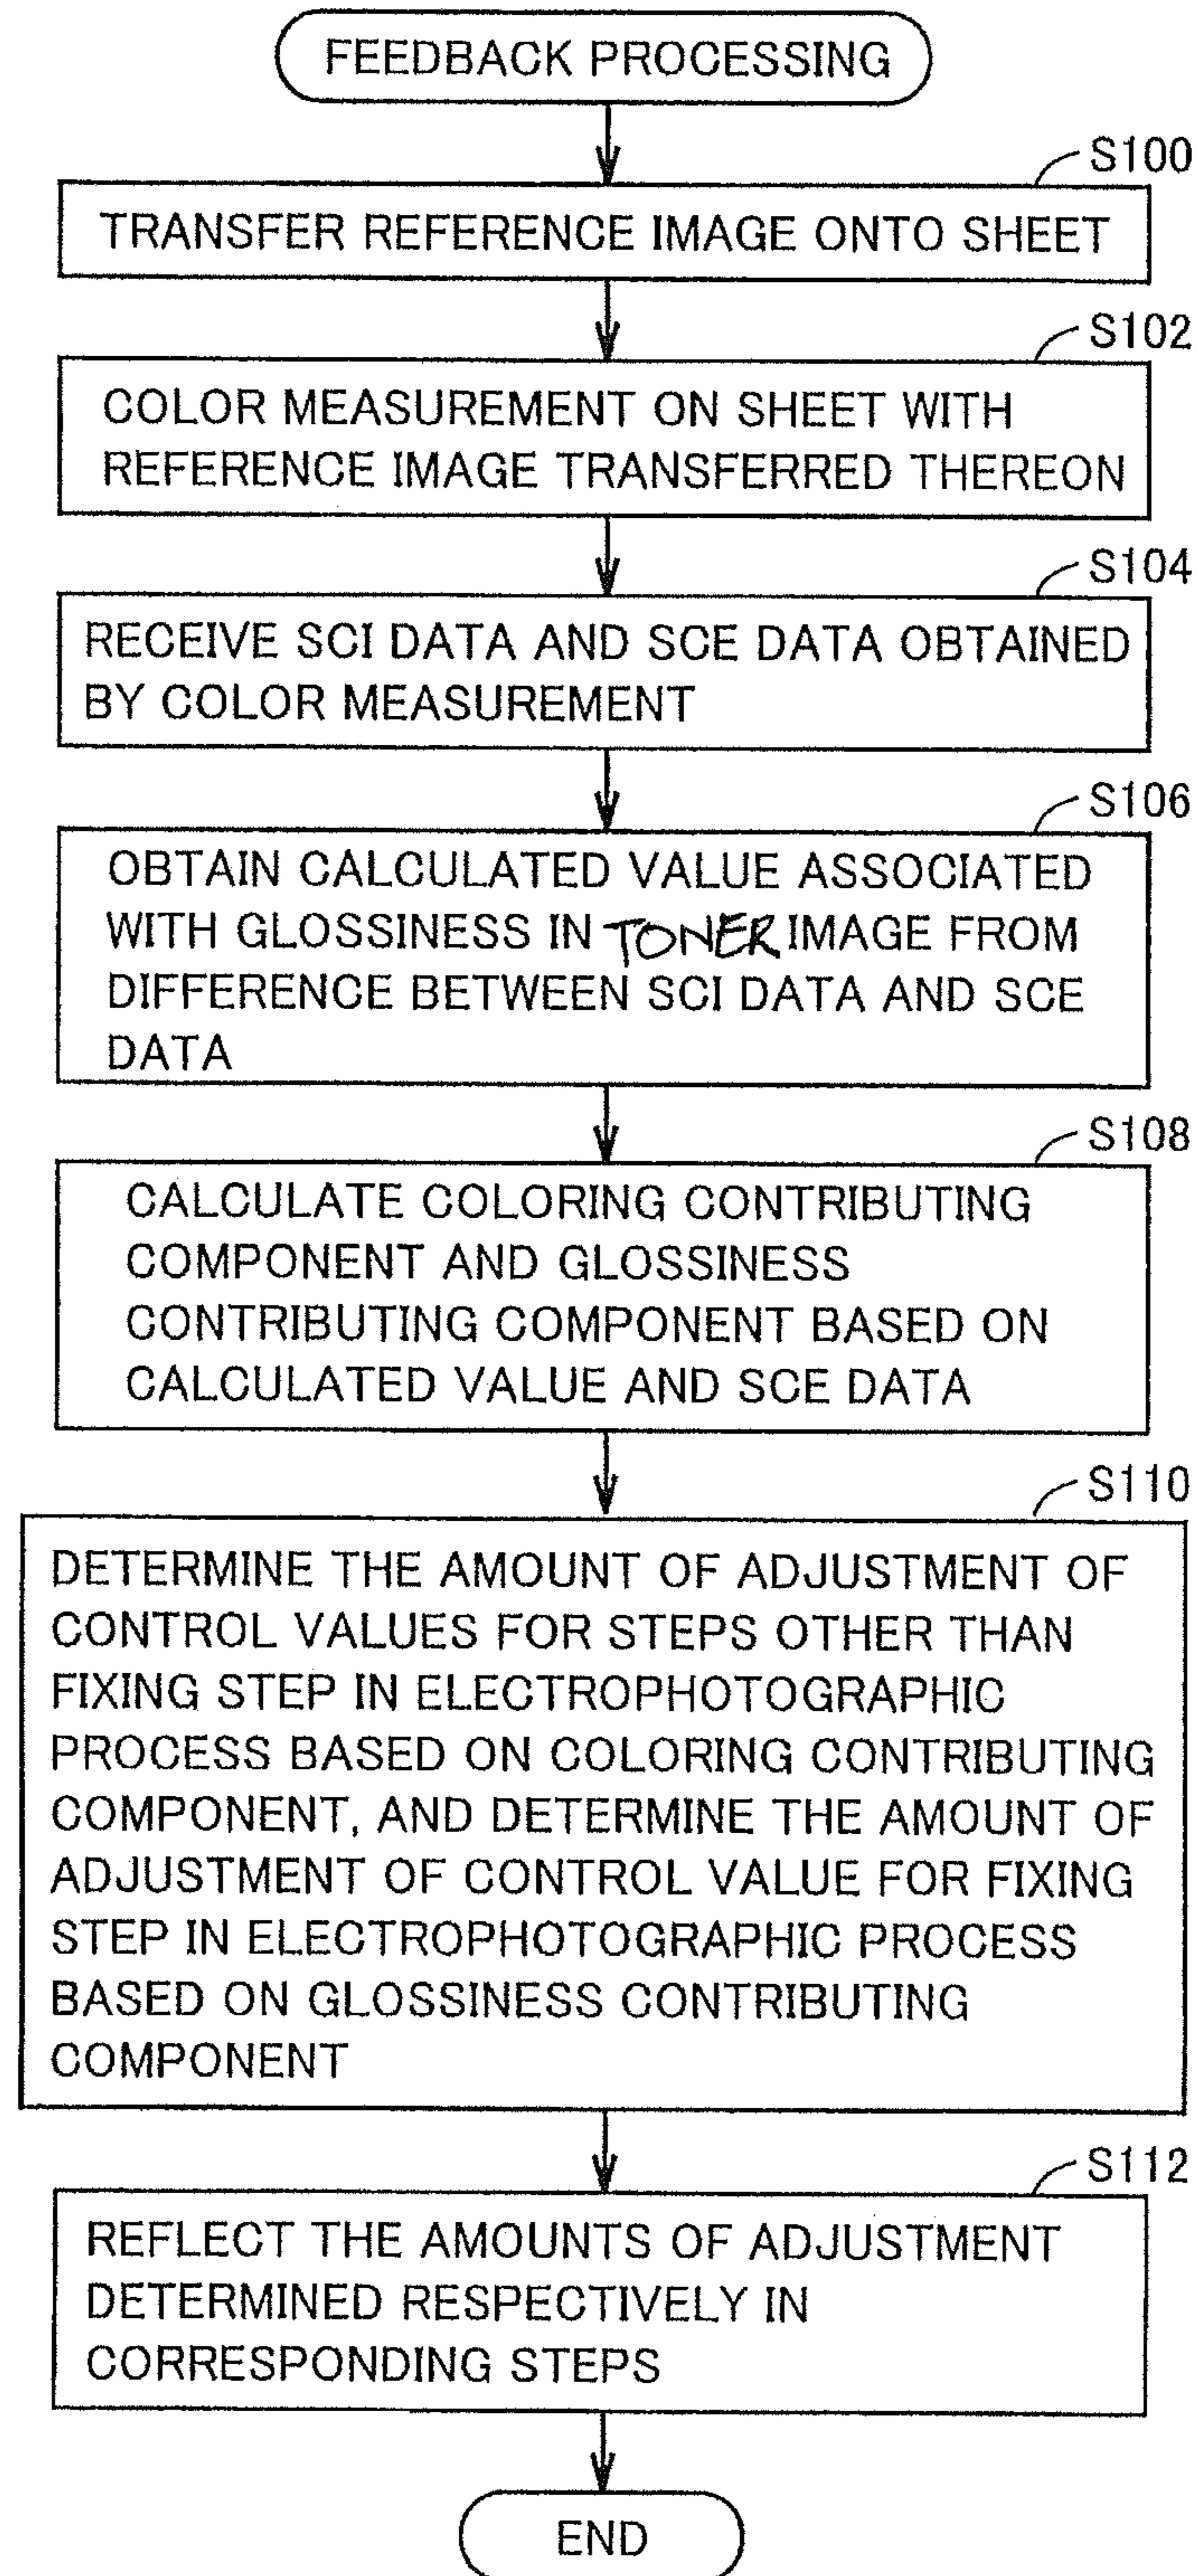 FEEDBACK PROCESSING
S100
TRANSFER REFERENCE IMAGE ONTO SHEET
S102
COLOR MEASUREMENT ON SHEET WITH
REFERENCE IMAGE TRANSFERRED THEREON
S104
RECEIVE SCI DATA AND SCE DATA OBTAINED
BY COLOR MEASUREMENT
S106
OBTAIN CALCULATED VALUE ASSOCIATED
WITH GLOSSINESS IN TONER IMAGE FROM
DIFFERENCE BETWEEN SCI DATA AND SCE
DATA
S108
CALCULATE COLORING CONTRIBUTING
COMPONENT AND GLOSSINESS
CONTRIBUTING COMPONENT BASED ON
CALCULATED VALUE AND SCE DATA
S110
DETERMINE THE AMOUNT OF ADJUSTMENT OF
CONTROL VALUES FOR STEPS OTHER THAN
FIXING STEP IN ELECTROPHOTOGRAPHIC
PROCESS BASED ON COLORING CONTRIBUTING
COMPONENT, AND DETERMINE THE AMOUNT OF
ADJUSTMENT OF CONTROL VALUE FOR FIXING
STEP IN ELECTROPHOTOGRAPHIC PROCESS
BASED ON GLOSSINESS CONTRIBUTING
COMPONENT
S112
REFLECT THE AMOUNTS OF ADJUSTMENT
DETERMINED RESPECTIVELY IN
CORRESPONDING STEPS
END